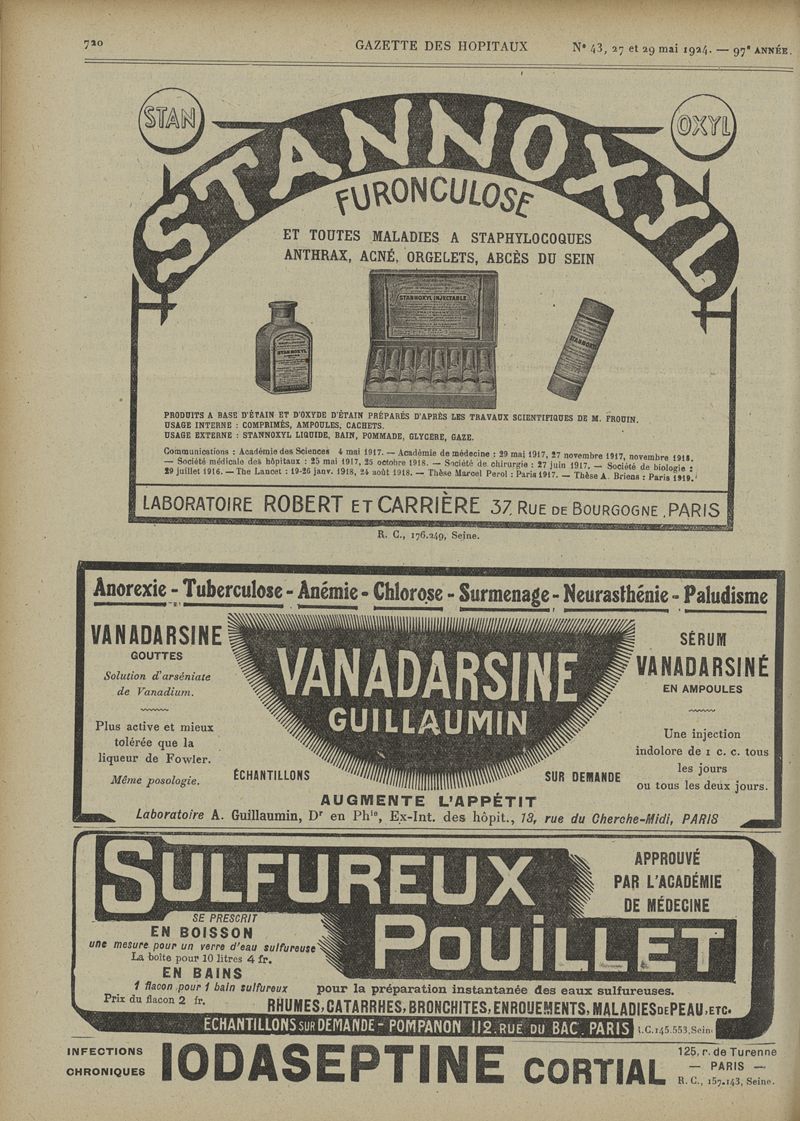 720
GAZETTE DES HOPITAUX
N° 43, 27 et 29 mai 1924. — 97e ANNÉE.
STAN
OXYL
STANNOXYL
FURONCULOSE
ET TOUTES MALADIES A STAPHYLOCOQUES
ANTHRAX, ACNÉ, ORGELETS, ABCÈS DU SEIN
STANNOXYL INJECTABLE
STANNOXYL
STANNOXYL
PRODUITS A BASE D'ÉTAIN ET D'OXYDE D'ÉTAIN PRÉPARÉS D'APRÈS LES TRAVAUX SCIENTIFIQUES DE M. FROUIN.
USAGE INTERNE : COMPRIMÉS, AMPOULES, CACHETS.
USAGE EXTERNE : STANNOXYL LIQUIDE, BAIN, POMMADE, GLYCERE, GAZE.
Communications : Académie des Sciences 4 mai 1917. — Académie de médecine : 29 mai 1917, 27 novembre 1917, novembre 1918.
— Société médicale des hôpitaux : 25 mai 1917, 25 octobre 1918. — Société de chirurgie : 27 juin 1917. — Société de biologie :
29 juillet 1916. — The Lancet : 19-26 janv. 1918, 24 août 1918. — Thèse Marcel Perol : Paris 1917. — Thèse A. Briens : Paris 1919.
LABORATOIRE ROBERT ET CARRIÈRE 37, RUE DE BOURGOGNE. PARIS
R. C., 176.249, Seine.
Anorexie - Tuberculose - Anémie - Chlorose - Surmenage - Neurasthénie - Paludisme
VANADARSINE
GOUTTES
Solution d'arséniate
de Vanadium.
Plus active et mieux
tolérée que la
liqueur de Fowler.
Même posologie.
VANADARSINE
GUILLAUMIN
ÉCHANTILLONS
SUR DEMANDE
SÉRUM
VANADARSINÉ
EN AMPOULES
Une injection
indolore de 1 c. c. tous
les jours
ou tous les deux jours.
AUGMENTE L'APPÉTIT
Laboratoire A. Guillaumin, Dr en Phie, Ex-Int. des hôpit., 13, rue du Cherche-Midi, PARIS
SULFUREUX
POUILLET
APPROUVÉ
PAR L'ACADÉMIE
DE MÉDECINE
SE PRESCRIT
EN BOISSON
une mesure pour un verre d'eau sulfureuse
La boîte pour 10 litres 4 fr.
EN BAINS
1 flacon pour 1 bain sulfureux
Prix du flacon 2 fr.
pour la préparation instantanée des eaux sulfureuses.
RHUMES, CATARRHES, BRONCHITES, ENROUEMENTS, MALADIES DE PEAU, ETC.
ECHANTILLONS SUR DEMANDE - POMPANON 112. RUE DU BAC. PARIS
R.C. 145.553, Seine
INFECTIONS
CHRONIQUES
IODASEPTINE CORTIAL
125, r. de Turenne
— PARIS —
R. C., 157.143, Seine.